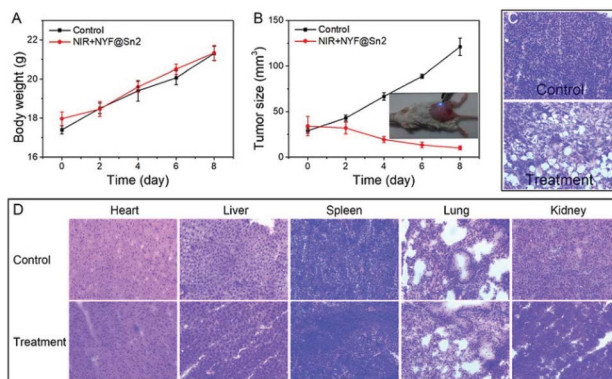 A
Control
NIR+NYF@Sn2
Body weight (g)
22
20
18
16
0 2 4 6 8
Time (day)
B
Control
NIR+NYF@Sn2
Tumor size (mm³)
150
100
50
0
0 2 4 6 8
Time (day)
C
Control
Treatment
D
Heart Liver Spleen Lung Kidney
Control
Treatment